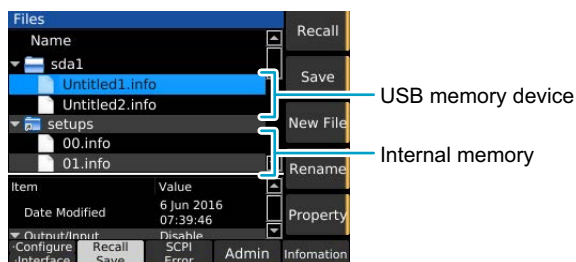 Files
Name
Recall
sda1
Save
Untitled1.info
USB memory device
Untitled2.info
New File
setups
00.info
Internal memory
01.info
Rename
Item Value
Date Modified 6 Jun 2016
07:39:46
Property
Output/Input Disable
Configure
Interface
Recall
Save
SCPI
Error
Admin
Infomation